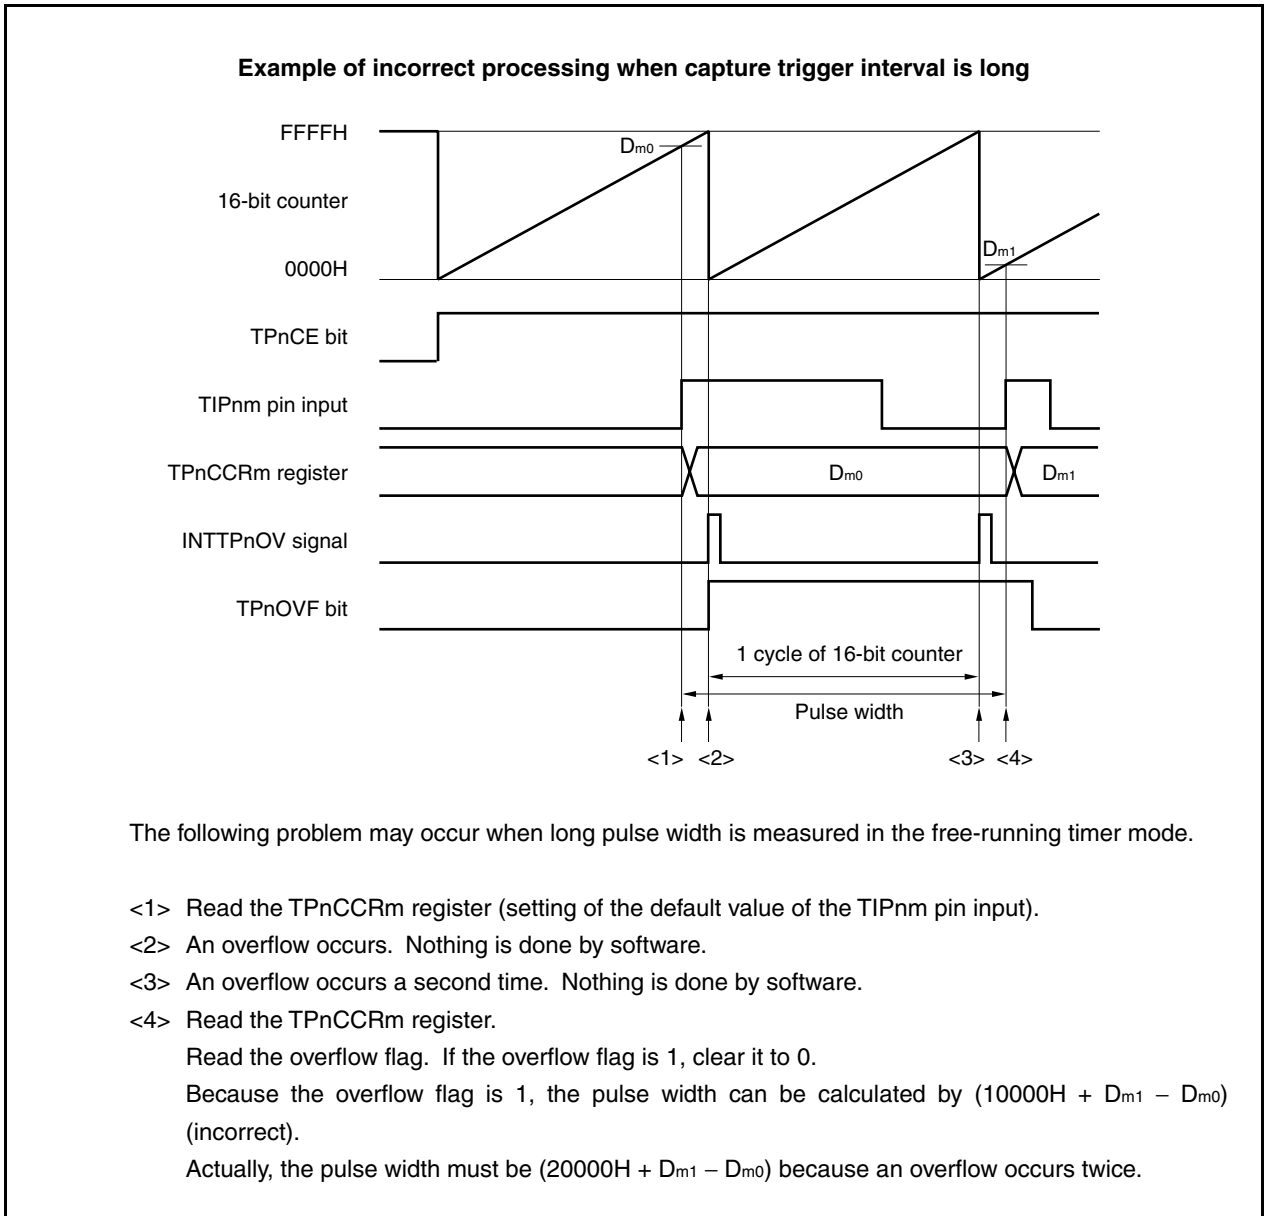 Example of incorrect processing when capture trigger interval is long
FFFFH
Dm0
16-bit counter
Dm1
0000H
TPnCE bit
TIPnm pin input
TPnCCRm register
Dm0
Dm1
INTTPnOV signal
TPnOVF bit
1 cycle of 16-bit counter
Pulse width
<1> <2> <3> <4>
The following problem may occur when long pulse width is measured in the free-running timer mode.
<1> Read the TPnCCRm register (setting of the default value of the TIPnm pin input).
<2> An overflow occurs. Nothing is done by software.
<3> An overflow occurs a second time. Nothing is done by software.
<4> Read the TPnCCRm register.
Read the overflow flag. If the overflow flag is 1, clear it to 0.
Because the overflow flag is 1, the pulse width can be calculated by (10000H + Dm1 − Dm0)
(incorrect).
Actually, the pulse width must be (20000H + Dm1 − Dm0) because an overflow occurs twice.